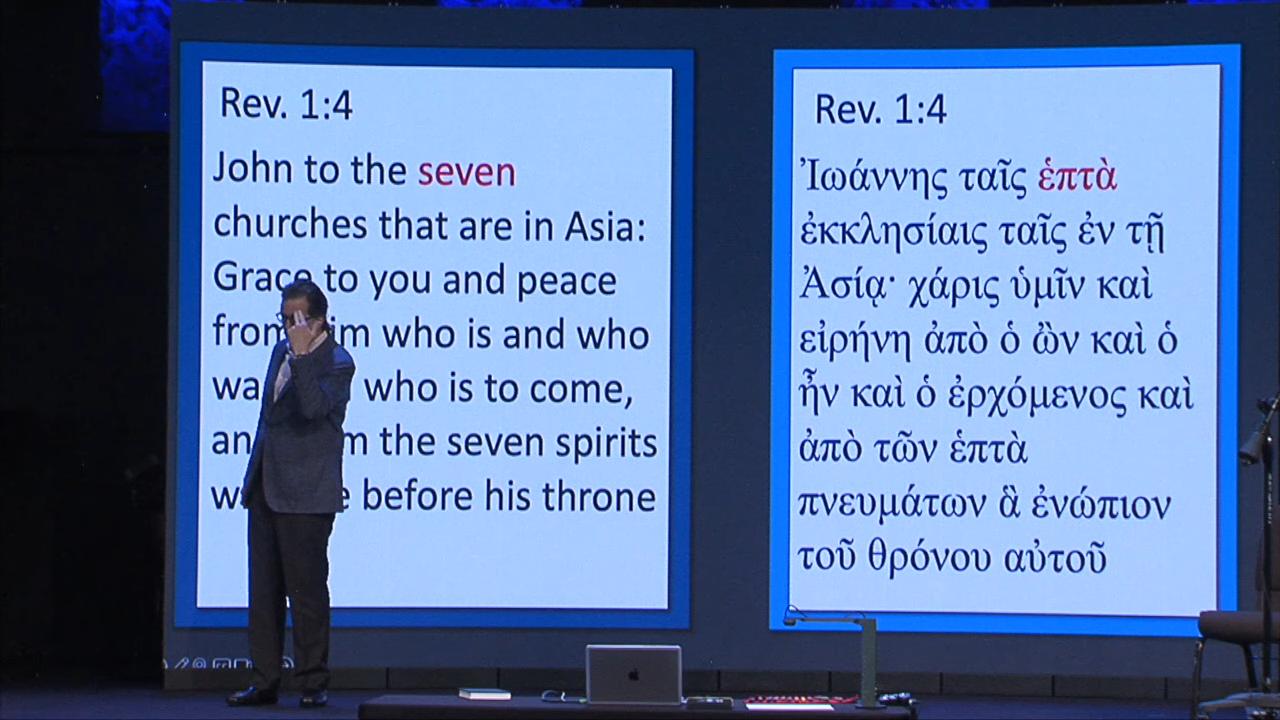 Rev. 1:4
John to the seven
churches that are in Asia:
Grace to you and peace
from who is and who
who is to come,
the seven spirits
before his throne
Rev. 1:4
Ἰωάννης ταῖς ἑπτὰ
ἐκκλησίαις ταῖς ἐν τῇ
Ἀσίᾳ· χάρις ὑμῖν καὶ
εἰρήνη ἀπὸ ὁ ὢν καὶ ὁ
ἦν καὶ ὁ ἐρχόμενος καὶ
ἀπὸ τῶν ἑπτὰ
πνευμάτων ἃ ἐνώπιον
τοῦ θρόνου αὐτοῦ